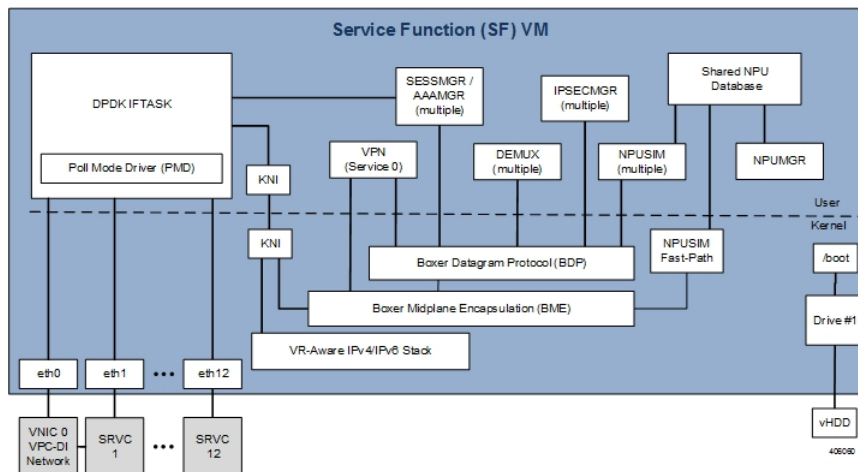 Service Function (SF) VM
DPDK IFTASK
Poll Mode Driver (PMD)
SESSMGR /
AAAMGR
(multiple)
IPSECMGR
(multiple)
Shared NPU
Database
VPN
(Service 0)
DEMUX
(multiple)
NPUSIM
(multiple)
NPUMGR
KNI
User
Kernel
KNI
Boxer Datagram Protocol (BDP)
NPUSIM
Fast-Path
/boot
Boxer Midplane Encapsulation (BME)
Drive #1
VR-Aware IPv4/IPv6 Stack
eth0
eth1
•••
eth12
VNIC 0
VPC-DI
Network
SRVC
1
•••
SRVC
12
vHDD
406060